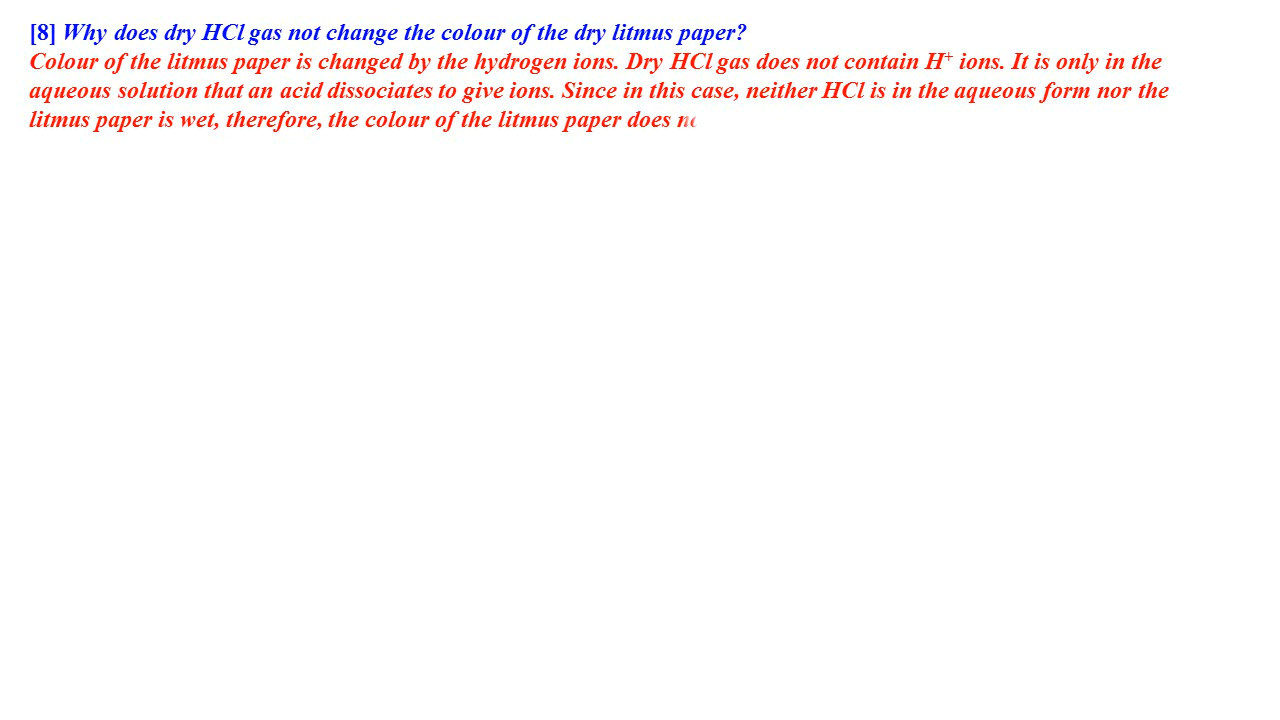 [8] Why does dry HCl gas not change the colour of the dry litmus paper?
Colour of the litmus paper is changed by the hydrogen ions. Dry HCl gas does not contain H⁺ ions. It is only in the
aqueous solution that an acid dissociates to give ions. Since in this case, neither HCl is in the aqueous form nor the
litmus paper is wet, therefore, the colour of the litmus paper does